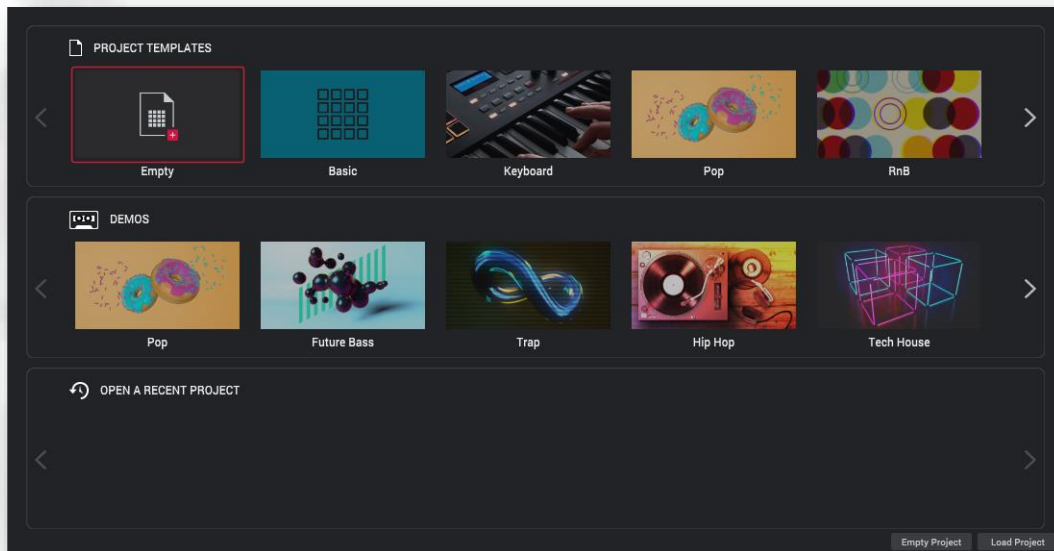 PROJECT TEMPLATES
Empty
Basic
Keyboard
Pop
RnB
DEMOS
Pop
Future Bass
Trap
Hip Hop
Tech House
OPEN A RECENT PROJECT
Empty Project
Load Project